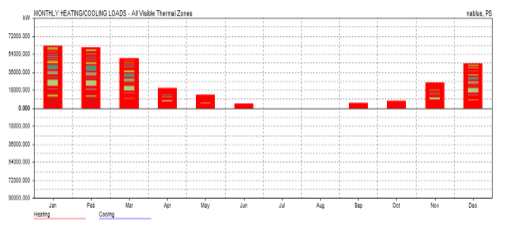 MONTHLY HEATING/COOLING LOADS - All Visible Thermal Zones nablus, PS
kW
72000.000
54000.000
36000.000
18000.000
0.000
18000.000
36000.000
54000.000
72000.000
90000.000
Jan Feb Mar Apr May Jun Jul Aug Sep Oct Nov Dec
Heating Cooling